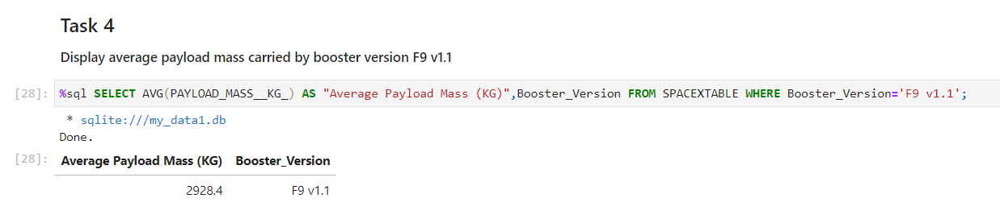 Task 4
Display average payload mass carried by booster version F9 v1.1
[28]: %sql SELECT AVG(PAYLOAD_MASS__KG_) AS "Average Payload Mass (KG)",Booster_Version FROM SPACEXTABLE WHERE Booster_Version='F9 v1.1';
* sqlite:///my_data1.db
Done.
[28]: Average Payload Mass (KG) Booster_Version
2928.4 F9 v1.1